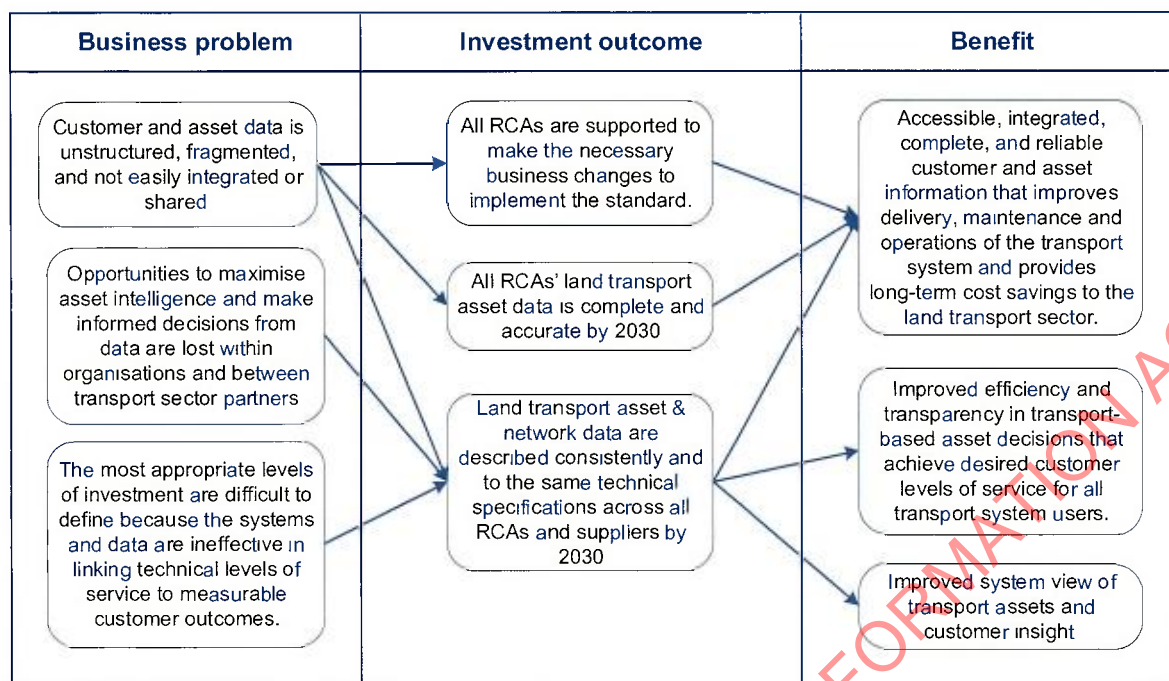 Business problem
Investment outcome
Benefit
Customer and asset data is
unstructured, fragmented,
and not easily integrated or
shared
Opportunities to maximise
asset intelligence and make
informed decisions from
data are lost within
organisations and between
transport sector partners
The most appropriate levels
of investment are difficult to
define because the systems
and data are ineffective in
linking technical levels of
service to measurable
customer outcomes.
All RCAs are supported to
make the necessary
business changes to
implement the standard.
All RCAs' land transport
asset data is complete and
accurate by 2030
Land transport asset &
network data are
described consistently and
to the same technical
specifications across all
RCAs and suppliers by
2030
Accessible, integrated,
complete, and reliable
customer and asset
information that improves
delivery, maintenance and
operations of the transport
system and provides
long-term cost savings to the
land transport sector.
Improved efficiency and
transparency in transport-
based asset decisions that
achieve desired customer
levels of service for all
transport system users.
Improved system view of
transport assets and
customer insight
FORMATION AC